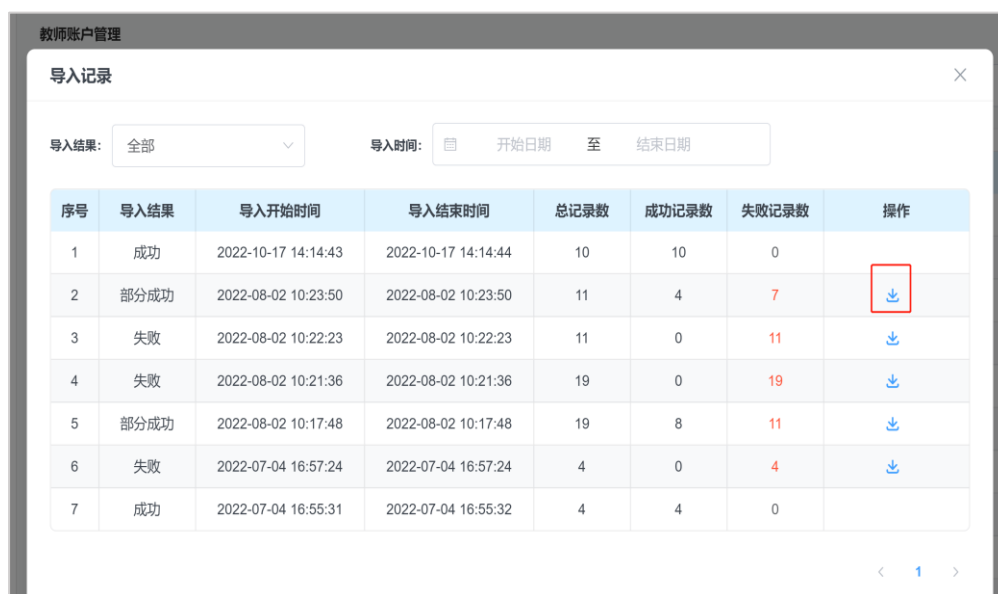 教师账户管理
导入记录
导入结果: 全部 导入时间: 开始日期 至 结束日期
序号 导入结果 导入开始时间 导入结束时间 总记录数 成功记录数 失败记录数 操作
1 成功 2022-10-17 14:14:43 2022-10-17 14:14:44 10 10 0
2 部分成功 2022-08-02 10:23:50 2022-08-02 10:23:50 11 4 7
3 失败 2022-08-02 10:22:23 2022-08-02 10:22:23 11 0 11
4 失败 2022-08-02 10:21:36 2022-08-02 10:21:36 19 0 19
5 部分成功 2022-08-02 10:17:48 2022-08-02 10:17:48 19 8 11
6 失败 2022-07-04 16:57:24 2022-07-04 16:57:24 4 0 4
7 成功 2022-07-04 16:55:31 2022-07-04 16:55:32 4 4 0
1